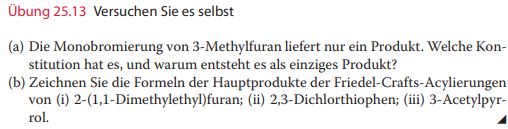 Übung 25.13 Versuchen Sie es selbst
(a) Die Monobromierung von 3-Methylfuran liefert nur ein Produkt. Welche Kon-
stitution hat es, und warum entsteht es als einziges Produkt?
(b) Zeichnen Sie die Formeln der Hauptprodukte der Friedel-Crafts-Acylierungen
von (i) 2-(1,1-Dimethylethyl)furan; (ii) 2,3-Dichlorthiophen; (iii) 3-Acetylpyr-
rol.